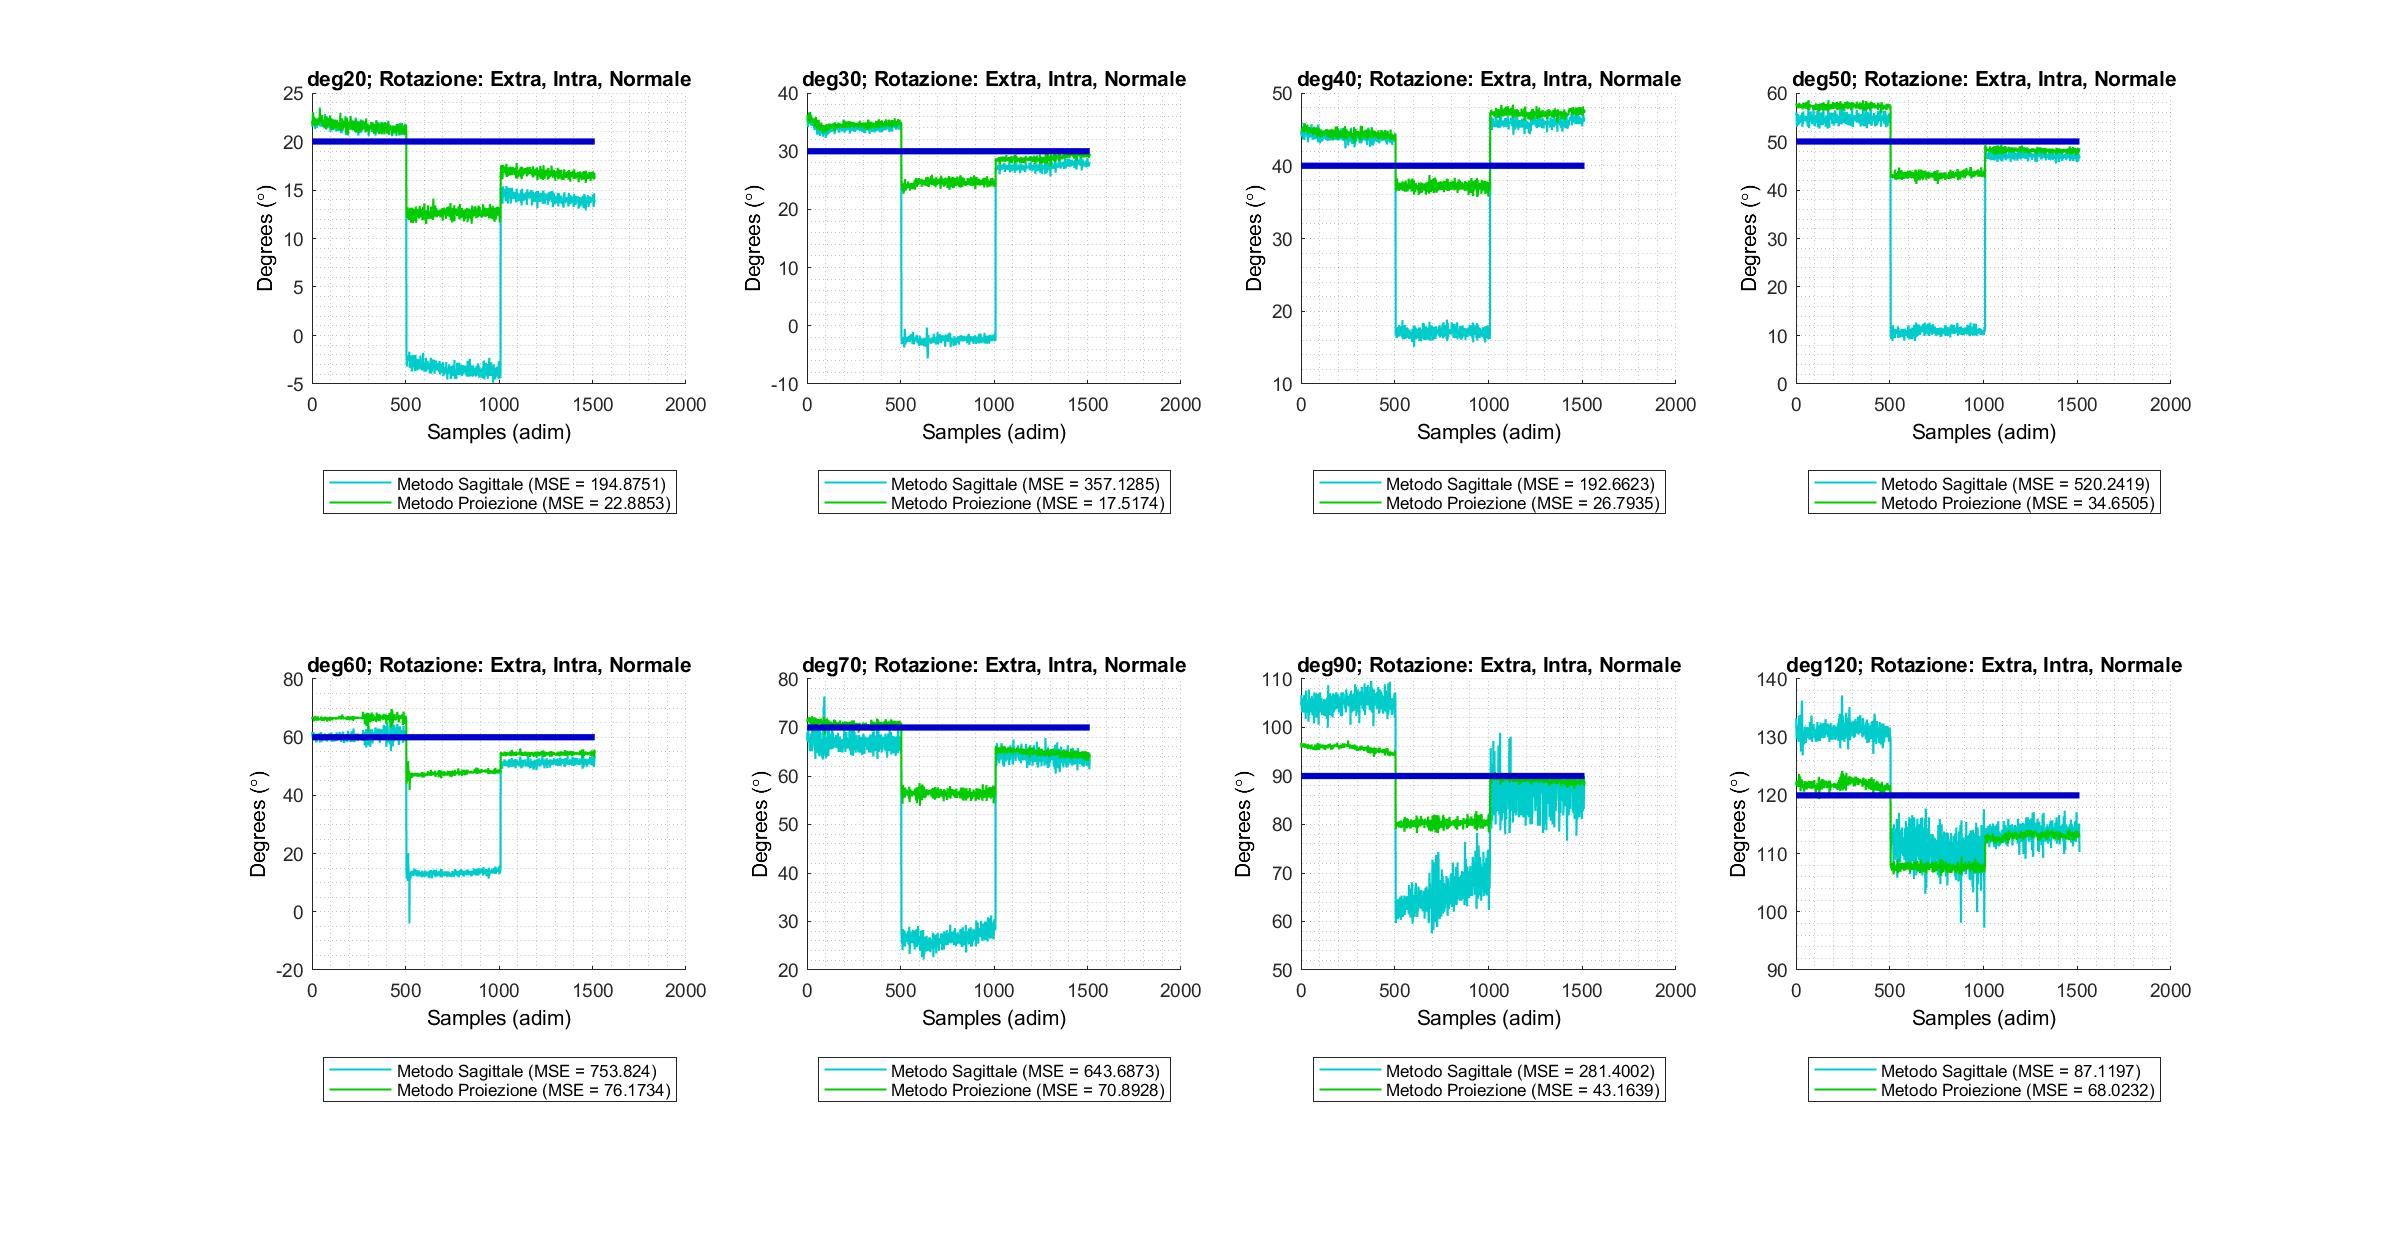 deg20; Rotazione: Extra, Intra, Normale
25
20
15
10
5
0
-5
Degrees (°)
0 500 1000 1500 2000
Samples (adim)
Metodo Sagittale (MSE = 194.8751)
Metodo Proiezione (MSE = 22.8853)
deg30; Rotazione: Extra, Intra, Normale
40
30
20
10
0
-10
Degrees (°)
0 500 1000 1500 2000
Samples (adim)
Metodo Sagittale (MSE = 357.1285)
Metodo Proiezione (MSE = 17.5174)
deg40; Rotazione: Extra, Intra, Normale
50
40
30
20
10
Degrees (°)
0 500 1000 1500 2000
Samples (adim)
Metodo Sagittale (MSE = 192.6623)
Metodo Proiezione (MSE = 26.7935)
deg50; Rotazione: Extra, Intra, Normale
60
50
40
30
20
10
0
Degrees (°)
0 500 1000 1500 2000
Samples (adim)
Metodo Sagittale (MSE = 520.2419)
Metodo Proiezione (MSE = 34.6505)
deg60; Rotazione: Extra, Intra, Normale
80
60
40
20
0
-20
Degrees (°)
0 500 1000 1500 2000
Samples (adim)
Metodo Sagittale (MSE = 753.824)
Metodo Proiezione (MSE = 76.1734)
deg70; Rotazione: Extra, Intra, Normale
80
70
60
50
40
30
20
Degrees (°)
0 500 1000 1500 2000
Samples (adim)
Metodo Sagittale (MSE = 643.6873)
Metodo Proiezione (MSE = 70.8928)
deg90; Rotazione: Extra, Intra, Normale
110
100
90
80
70
60
50
Degrees (°)
0 500 1000 1500 2000
Samples (adim)
Metodo Sagittale (MSE = 281.4002)
Metodo Proiezione (MSE = 43.1639)
deg120; Rotazione: Extra, Intra, Normale
140
130
120
110
100
90
Degrees (°)
0 500 1000 1500 2000
Samples (adim)
Metodo Sagittale (MSE = 87.1197)
Metodo Proiezione (MSE = 68.0232)